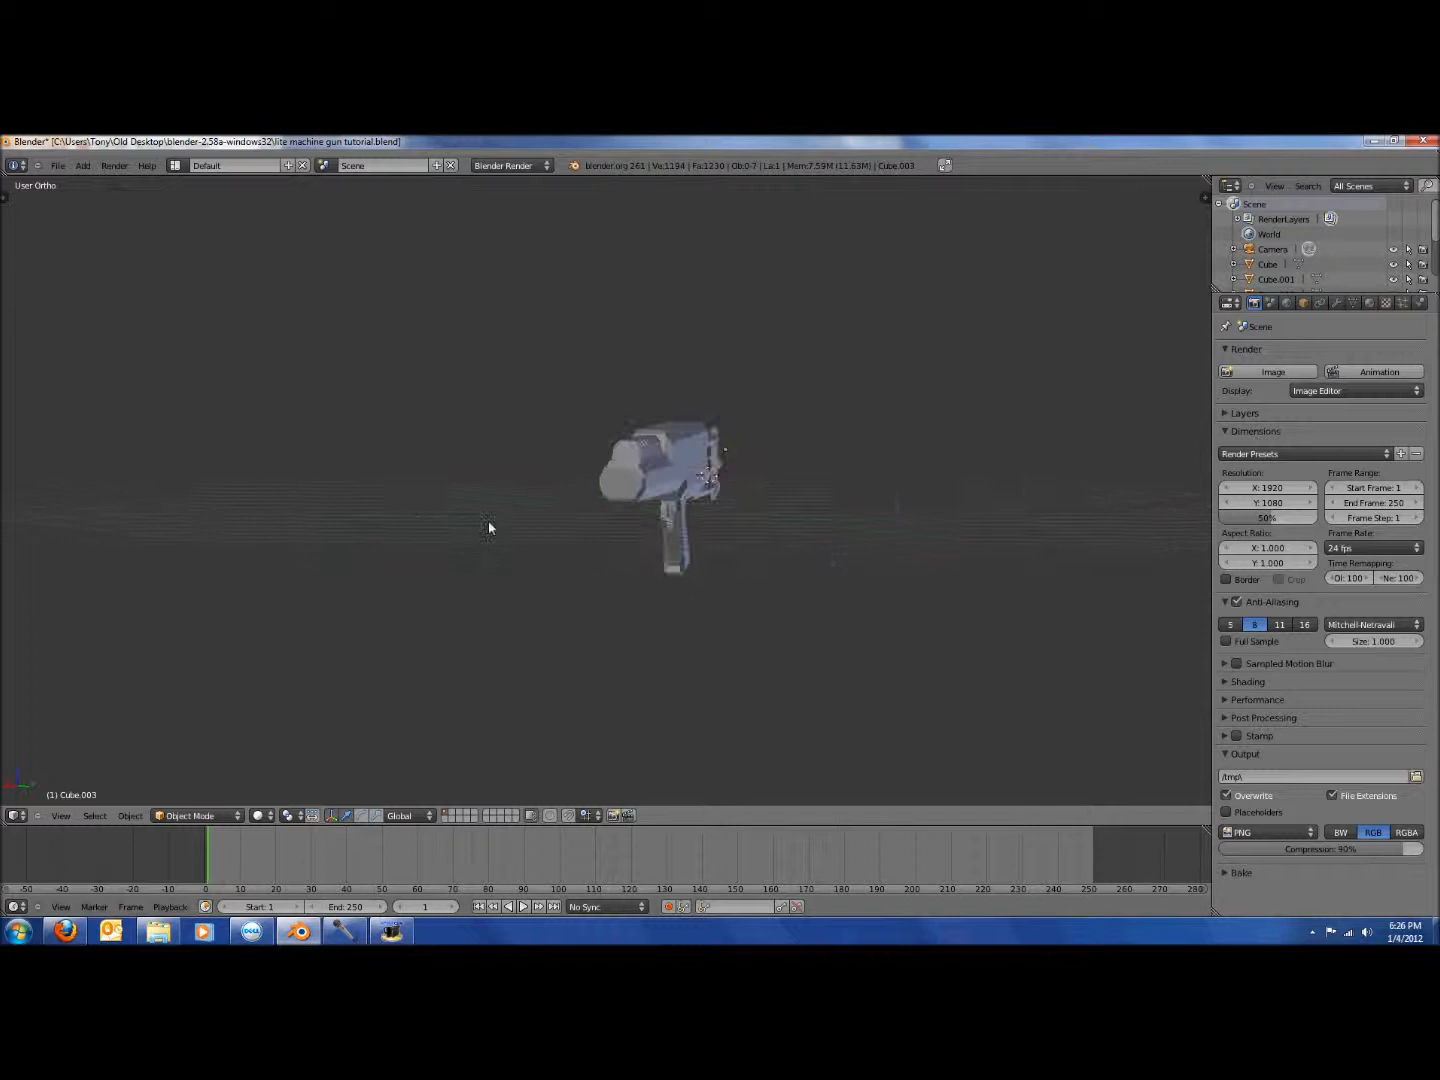 Blender* [C:\Users\Tony\Old Desktop\blender-2.58a-windows32\lite machine gun tutorial.blend]
File Add Render Help Default Scene Blender Render blender.org 261 | Ve:1194 | Fa:1230 | Ob:0-7 | La:1 | Mem:7.59M (11.63M) | Cube.003
User Ortho
View Search All Scenes
Scene
RenderLayers
World
Camera
Cube
Cube.001
Scene
Render
Image Animation
Display: Image Editor
Layers
Dimensions
Render Presets
Resolution: Frame Range:
X: 1920 Start Frame: 1
Y: 1080 End Frame: 250
50% Frame Step: 1
Aspect Ratio: Frame Rate:
X: 1.000 24 fps
Y: 1.000 Time Remapping:
Border Crop Ol: 100 Ne: 100
Anti-Aliasing
5 8 11 16 Mitchell-Netravali
Full Sample Size: 1.000
Sampled Motion Blur
Shading
Performance
Post Processing
Stamp
Output
/tmp\
Overwrite File Extensions
Placeholders
PNG BW RGB RGBA
Compression: 90%
Bake
(1) Cube.003
View Select Object Object Mode Global
-50 -40 -30 -20 -10 0 10 20 30 40 50 60 70 80 90 100 110 120 130 140 150 160 170 180 190 200 210 220 230 240 250 260 270 280
View Marker Frame Playback Start: 1 End: 250 1 No Sync
DELL
6:26 PM
1/4/2012